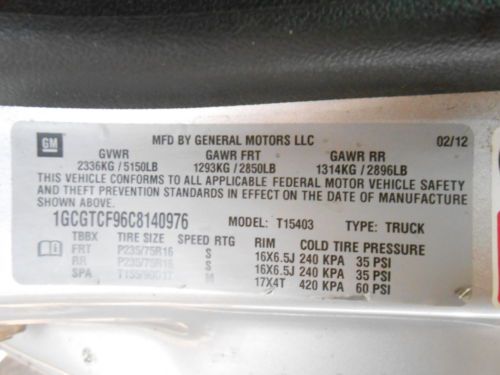 GM MFD BY GENERAL MOTORS LLC 02/12
GVWR GAWR FRT GAWR RR
2336KG / 5150LB 1293KG / 2850LB 1314KG / 2896LB
THIS VEHICLE CONFORMS TO ALL APPLICABLE FEDERAL MOTOR VEHICLE SAFETY
AND THEFT PREVENTION STANDARDS IN EFFECT ON THE DATE OF MANUFACTURE
SHOWN ABOVE.
1GCGTCF96C8140976 MODEL: T15403 TYPE: TRUCK
TBBX TIRE SIZE SPEED RTG RIM COLD TIRE PRESSURE
FRT P235/75R16 S 16X6.5J 240 KPA 35 PSI
RR P235/75R16 S 16X6.5J 240 KPA 35 PSI
SPA M 17X4T 420 KPA 60 PSI